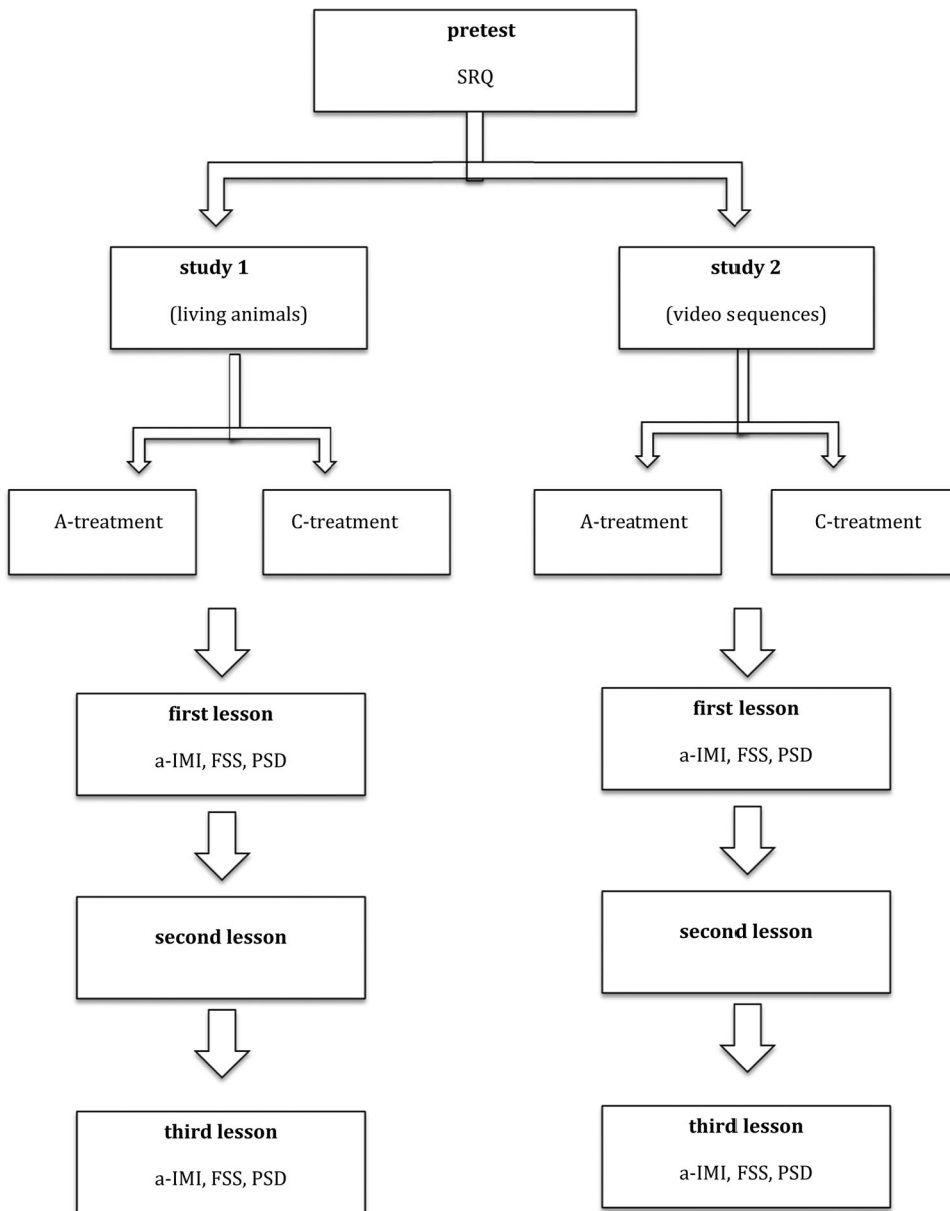 pretest
SRQ
study 1
(living animals)
study 2
(video sequences)
A-treatment
C-treatment
A-treatment
C-treatment
first lesson
a-IMI, FSS, PSD
first lesson
a-IMI, FSS, PSD
second lesson
second lesson
third lesson
a-IMI, FSS, PSD
third lesson
a-IMI, FSS, PSD